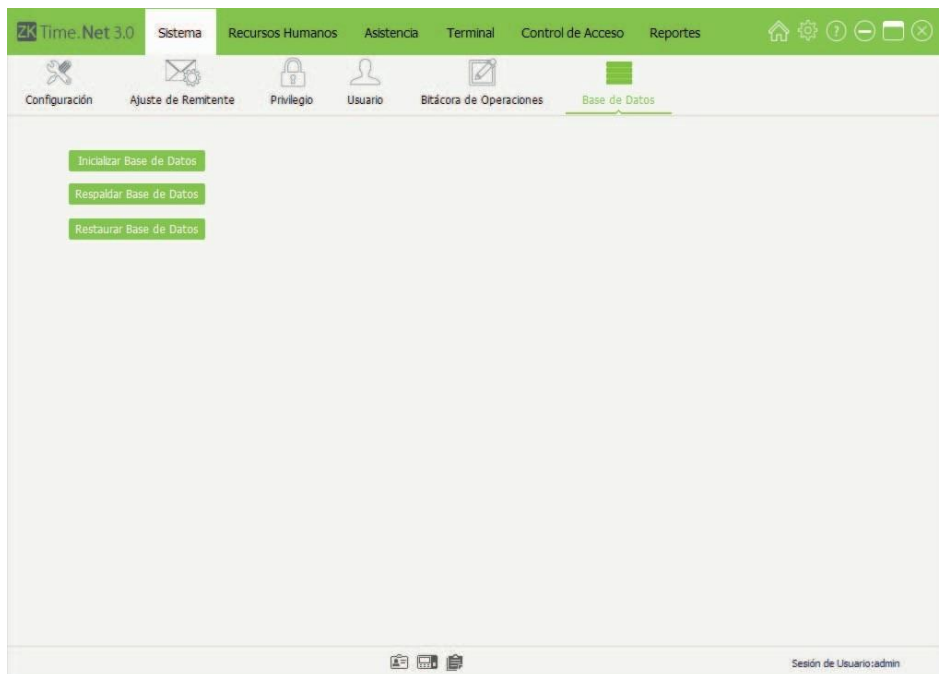 ZK Time.Net 3.0 Sistema Recursos Humanos Asistencia Terminal Control de Acceso Reportes
Configuración Ajuste de Remitente Privilegio Usuario Bitácora de Operaciones Base de Datos
Inicializar Base de Datos
Respaldar Base de Datos
Restaurar Base de Datos
Sesión de Usuario:admin